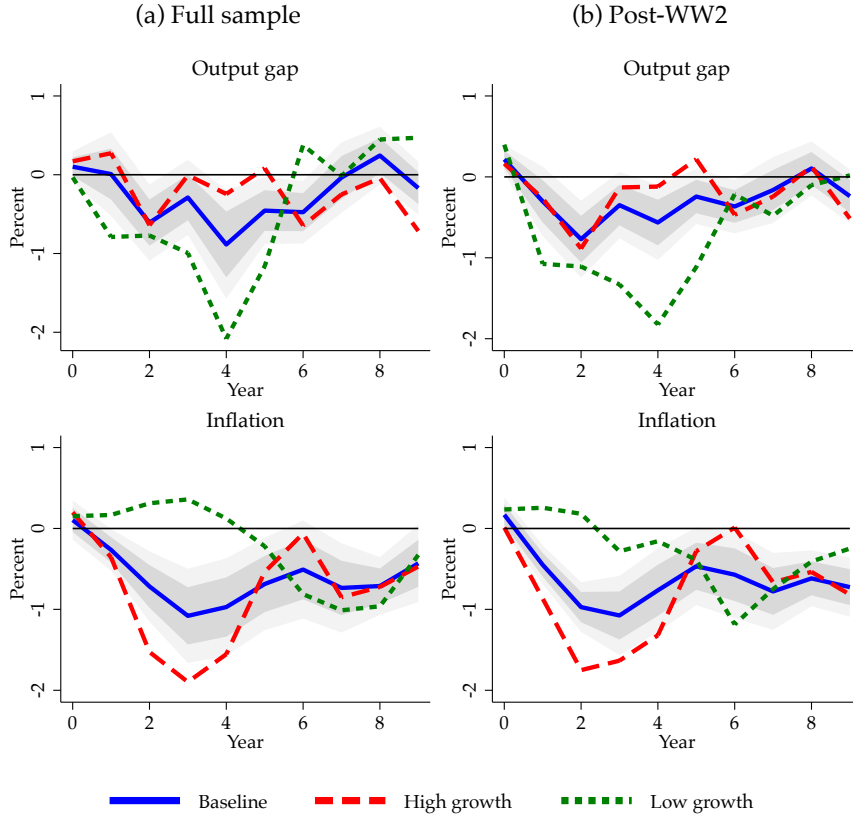 (a) Full sample
(b) Post-WW2
Output gap
Percent
1
0
-1
-2
0 2 4 6 8
Year
Output gap
Percent
1
0
-1
-2
0 2 4 6 8
Year
Inflation
Percent
1
0
-1
-2
0 2 4 6 8
Year
Inflation
Percent
1
0
-1
-2
0 2 4 6 8
Year
Baseline High growth Low growth